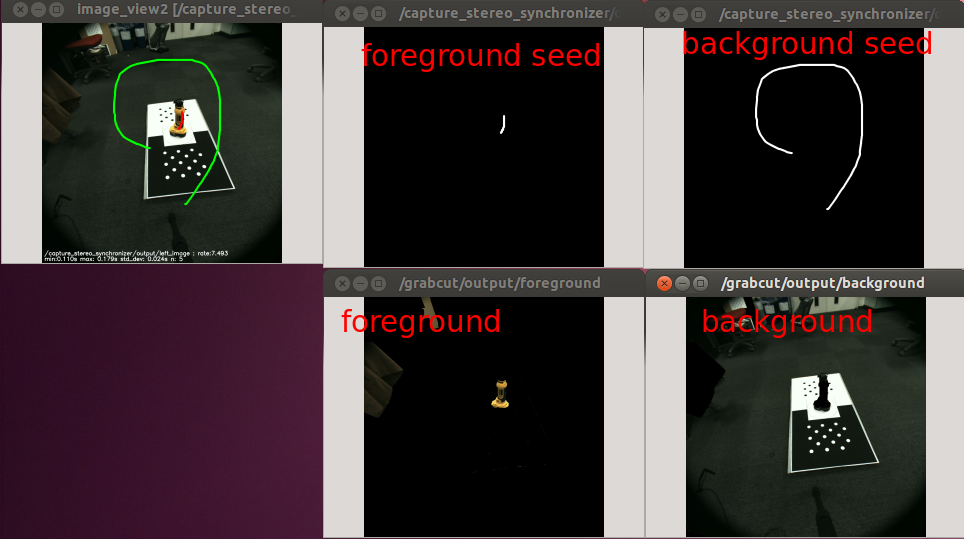 image_view2 [/capture_stereo_
/capture_stereo_synchronizer/
/capture_stereo_synchronizer/
foreground seed
background seed
/capture_stereo_synchronizer/output/left_image : rate:7.493
min:0.110s max: 0.179s std_dev: 0.024s n: 5
/grabcut/output/foreground
/grabcut/output/background
foreground
background